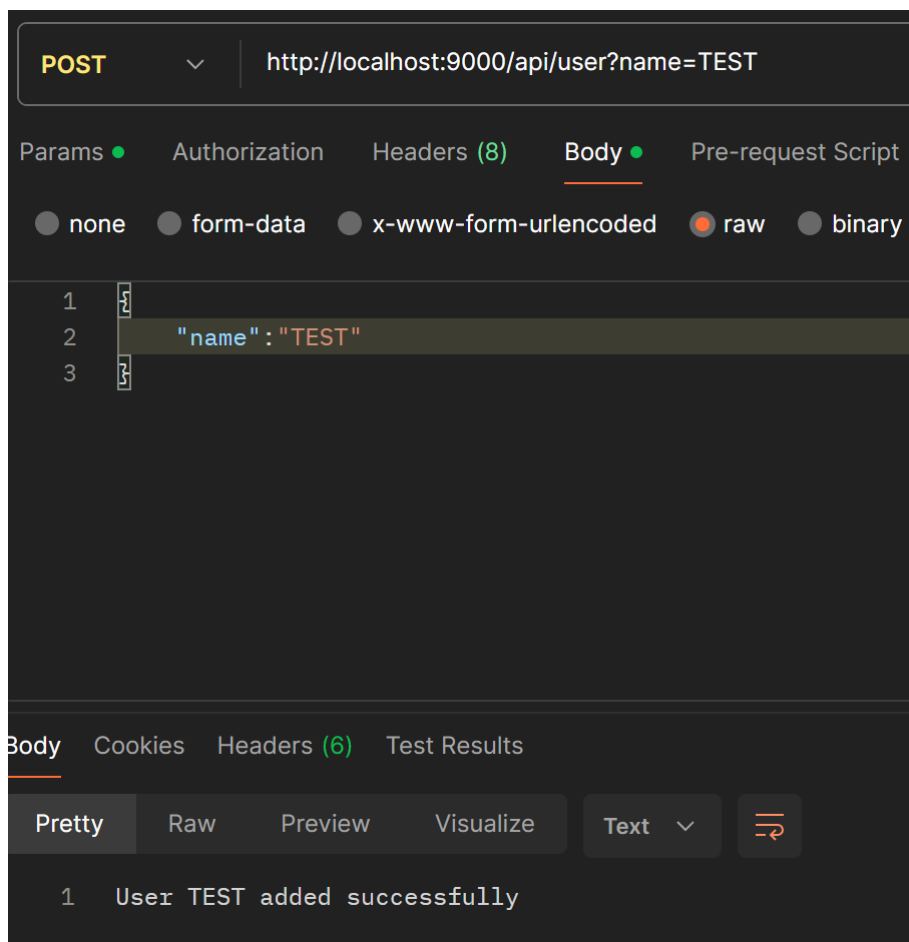 POST http://localhost:9000/api/user?name=TEST
Params Authorization Headers (8) Body Pre-request Script
none form-data x-www-form-urlencoded raw binary
1 {
2 "name":"TEST"
3 }
Body Cookies Headers (6) Test Results
Pretty Raw Preview Visualize Text
1 User TEST added successfully